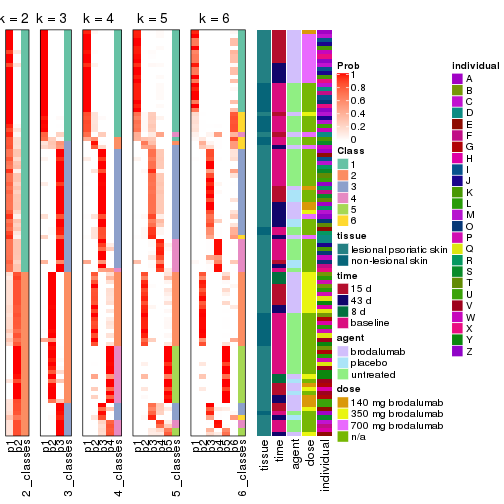 k = 2
k = 3
k = 4
k = 5
k = 6
p1
p2
2_classes
p1
p2
p3
3_classes
p1
p2
p3
p4
4_classes
p1
p2
p3
p4
p5
5_classes
p1
p2
p3
p4
p5
p6
6_classes
tissue
time
agent
dose
individual
Prob
1
0.8
0.6
0.4
0.2
0
Class
1
2
3
4
5
6
tissue
lesional psoriatic skin
non-lesional skin
time
15 d
43 d
8 d
baseline
agent
brodalumab
placebo
untreated
dose
140 mg brodalumab
350 mg brodalumab
700 mg brodalumab
n/a
individual
A
B
C
D
E
F
G
H
I
J
K
L
M
O
P
Q
R
S
T
U
V
W
X
Y
Z